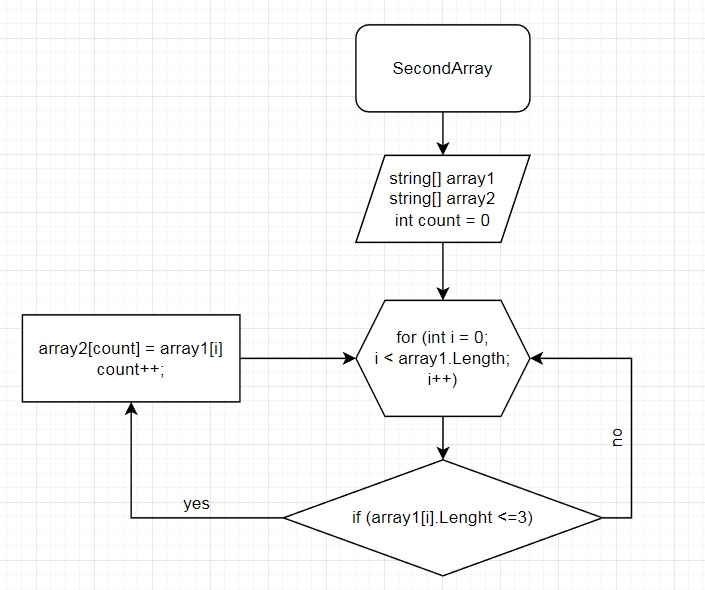 SecondArray
string[] array1
string[] array2
int count = 0
for (int i = 0;
i < array1.Length;
i++)
array2[count] = array1[i]
count++;
no
yes
if (array1[i].Lenght <=3)